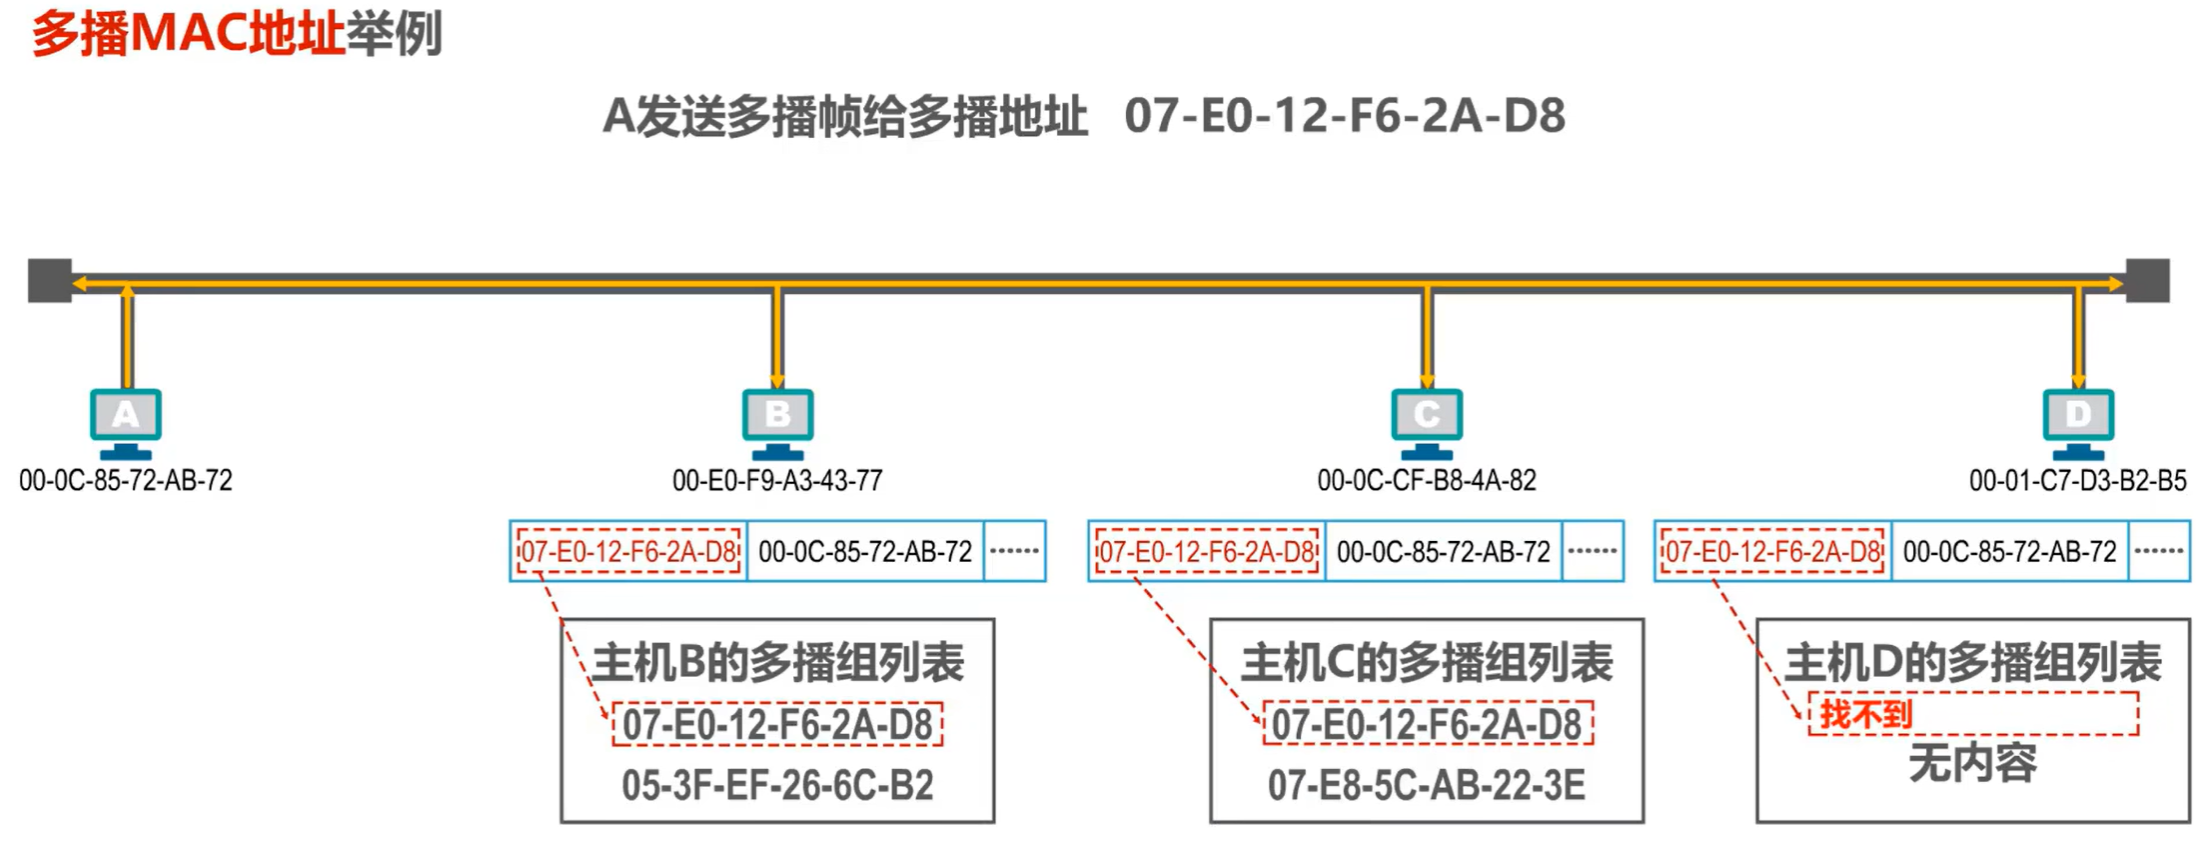 多播MAC地址举例
A发送多播帧给多播地址 07-E0-12-F6-2A-D8
A
B
C
D
00-0C-85-72-AB-72
00-E0-F9-A3-43-77
00-0C-CF-B8-4A-82
00-01-C7-D3-B2-B5
07-E0-12-F6-2A-D8 00-0C-85-72-AB-72 ······
07-E0-12-F6-2A-D8 00-0C-85-72-AB-72 ······
07-E0-12-F6-2A-D8 00-0C-85-72-AB-72 ······
主机B的多播组列表
07-E0-12-F6-2A-D8
05-3F-EF-26-6C-B2
主机C的多播组列表
07-E0-12-F6-2A-D8
07-E8-5C-AB-22-3E
主机D的多播组列表
找不到
无内容